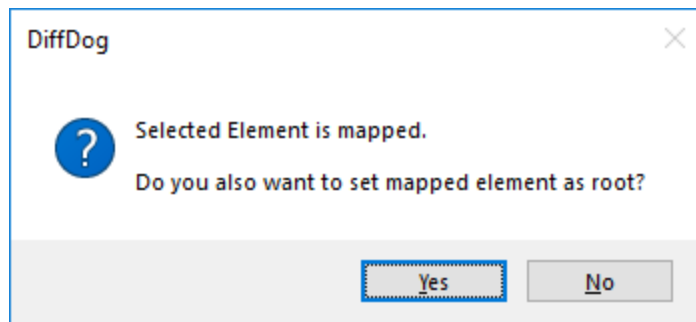 DiffDog
Selected Element is mapped.
Do you also want to set mapped element as root?
Yes
No